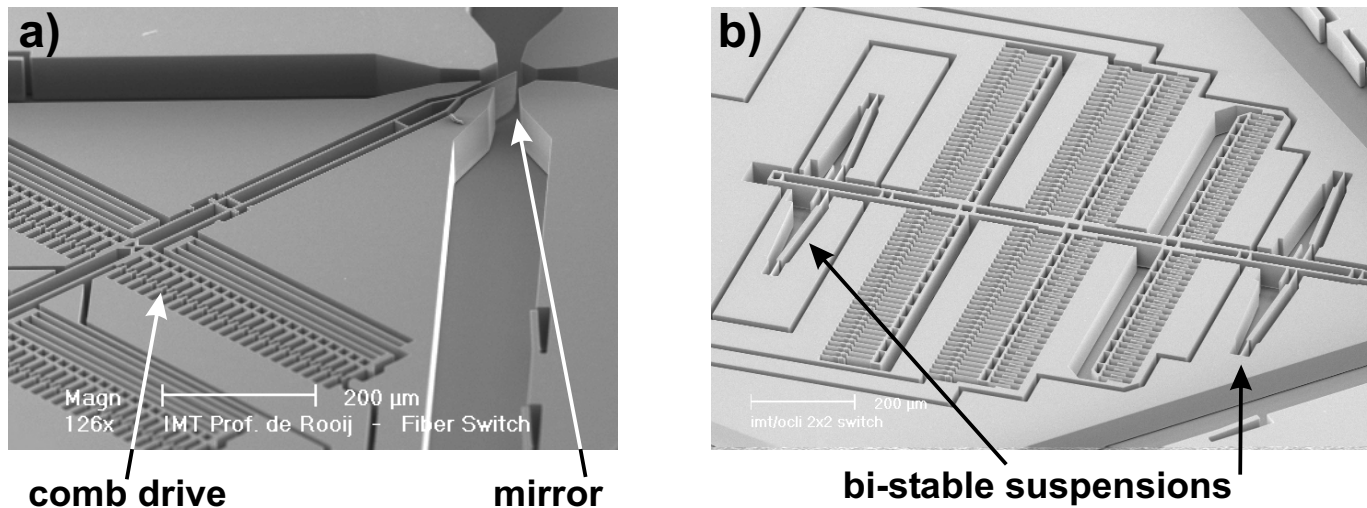 a)
Magn 200 µm
126x IMT Prof. de Rooij - Fiber Switch
comb drive
mirror
b)
200 µm
imt/ocli 2x2 switch
bi-stable suspensions